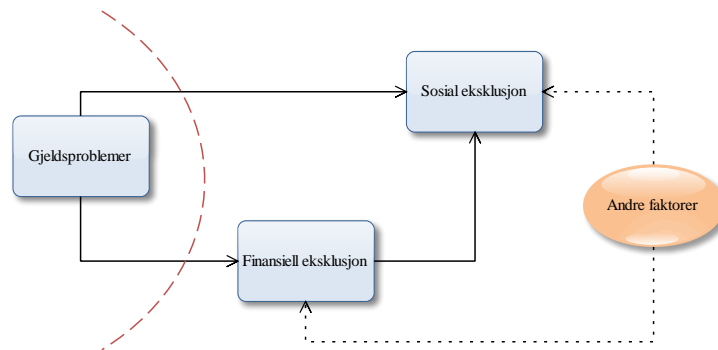 Sosial eksklusjon
Gjeldsproblemer
Andre faktorer
Finansiell eksklusjon